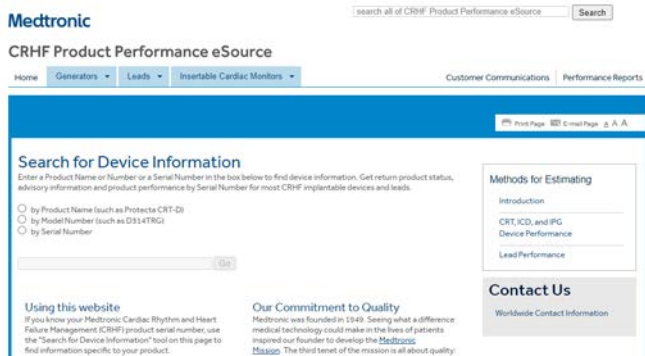 search all of CRHF Product Performance eSource Search
Medtronic
CRHF Product Performance eSource
Home Generators Leads Insertable Cardiac Monitors Customer Communications Performance Reports
Print Page E-mail Page A A A
Search for Device Information
Enter a Product Name or Number or a Serial Number in the box below to find device information. Get return product status,
advisory information and product performance by Serial Number for most CRHF implantable devices and leads.
by Product Name (such as Protecta CRT-D)
by Model Number (such as D314TRG)
by Serial Number
Go
Methods for Estimating
Introduction
CRT, ICD, and IPG
Device Performance
Lead Performance
Contact Us
Worldwide Contact Information
Using this website
If you know your Medtronic Cardiac Rhythm and Heart
Failure Management (CRHF) product serial number, use
the "Search for Device Information" tool on this page to
find information specific to your product.
Our Commitment to Quality
Medtronic was founded in 1949. Seeing what a difference
medical technology could make in the lives of patients
inspired our founder to develop the Medtronic
Mission. The third tenet of the mission is all about quality: